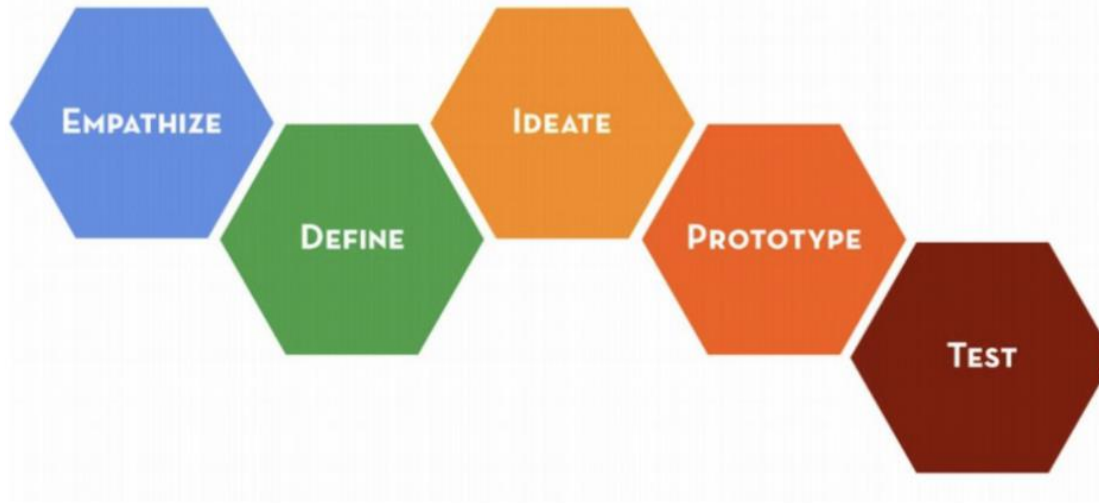 EMPATHIZE
DEFINE
IDEATE
PROTOTYPE
TEST